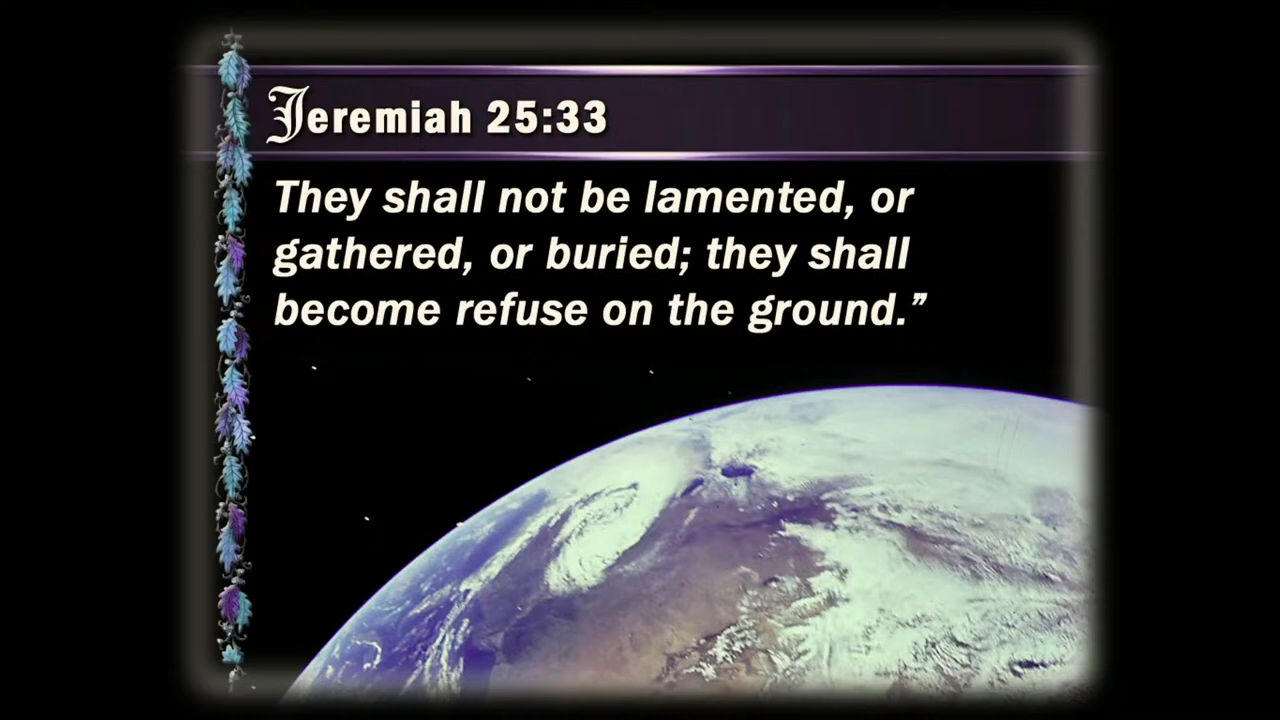 Jeremiah 25:33
They shall not be lamented, or
gathered, or buried; they shall
become refuse on the ground.”